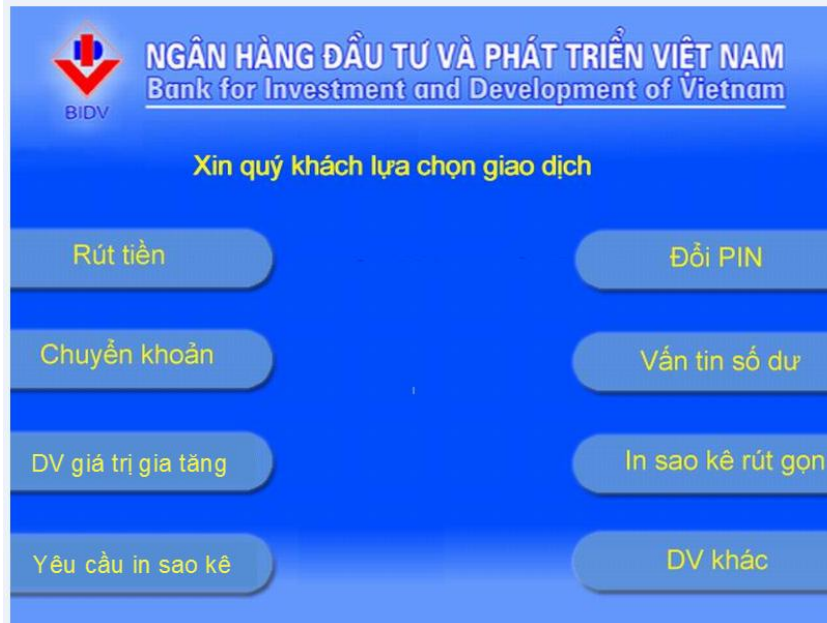 BIDV
NGÂN HÀNG ĐẦU TƯ VÀ PHÁT TRIỂN VIỆT NAM
Bank for Investment and Development of Vietnam
Xin quý khách lựa chọn giao dịch
Rút tiền
Đổi PIN
Chuyển khoản
Vấn tin số dư
DV giá trị gia tăng
In sao kê rút gọn
Yêu cầu in sao kê
DV khác